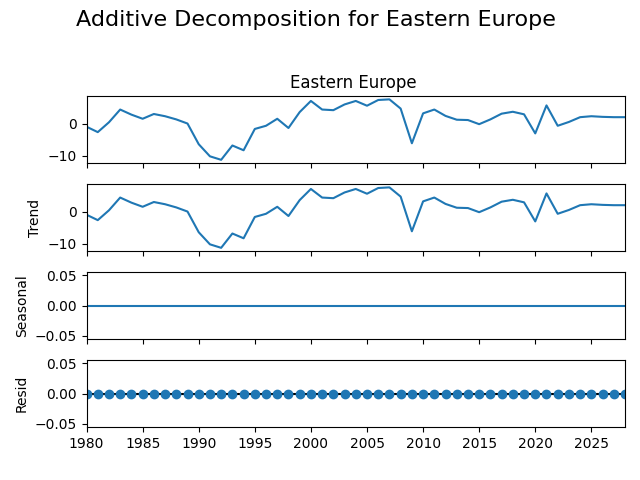 Additive Decomposition for Eastern Europe
Eastern Europe
0
−10
Trend
0
−10
Seasonal
0.05
0.00
−0.05
Resid
0.05
0.00
−0.05
1980 1985 1990 1995 2000 2005 2010 2015 2020 2025